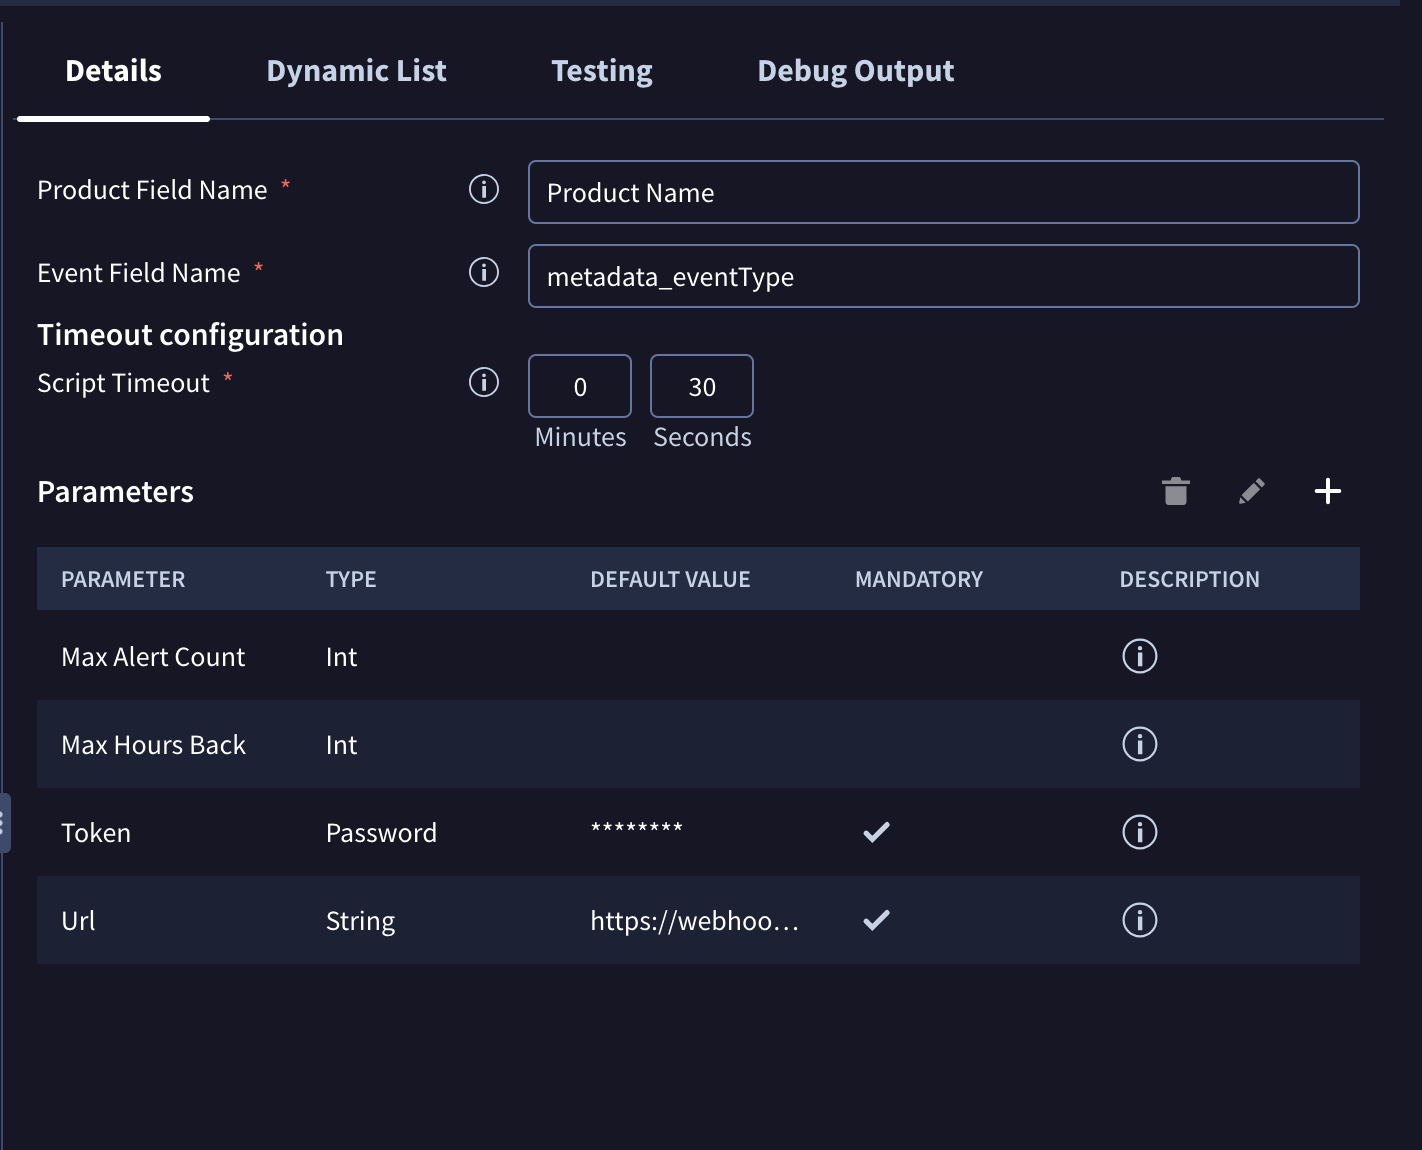 Details Dynamic List Testing Debug Output
Product Field Name * Product Name
Event Field Name * metadata_eventType
Timeout configuration
Script Timeout * 0 30
Minutes Seconds
Parameters
PARAMETER TYPE DEFAULT VALUE MANDATORY DESCRIPTION
Max Alert Count Int
Max Hours Back Int
Token Password ********
Url String https://webhoo...